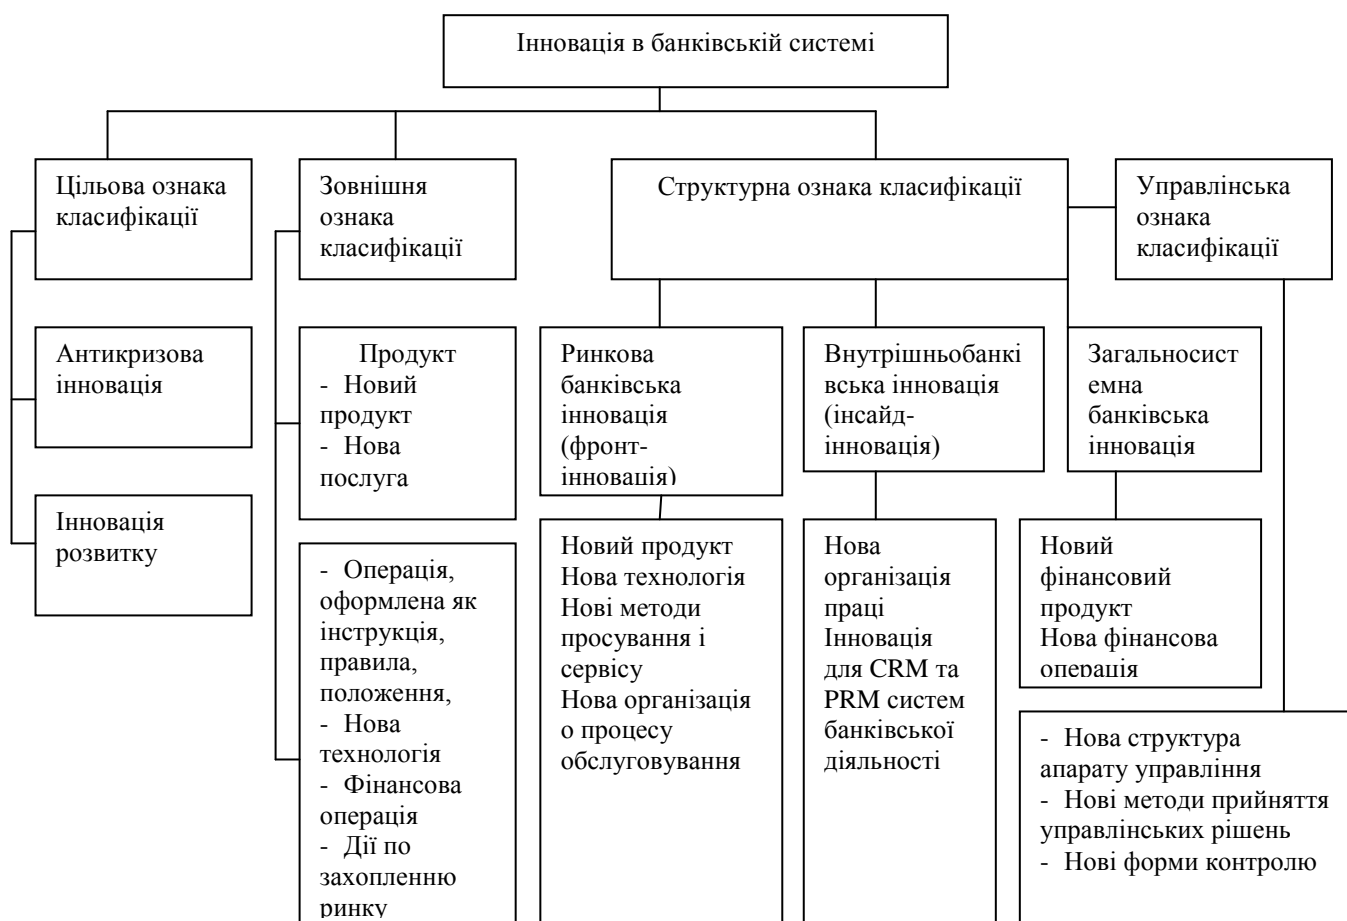 Інновація в банківській системі
Цільова ознака
класифікації
Зовнішня
ознака
класифікації
Структурна ознака класифікації
Управлінська
ознака
класифікації
Антикризова
інновація
Інновація
розвитку
Продукт
- Новий
продукт
- Нова
послуга
- Операція,
оформлена як
інструкція,
правила,
положення,
- Нова
технологія
- Фінансова
операція
- Дії по
захопленню
ринку
Ринкова
банківська
інновація
(фронт-
інновація)
Новий продукт
Нова технологія
Нові методи
просування і
сервісу
Нова організація
о процесу
обслуговування
Внутрішньобанкі
вська інновація
(інсайд-
інновація)
Нова
організація
праці
Інновація
для CRM та
PRM систем
банківської
діяльності
Загальносист
емна
банківська
інновація
Новий
фінансовий
продукт
Нова фінансова
операція
- Нова структура
апарату управління
- Нові методи прийняття
управлінських рішень
- Нові форми контролю